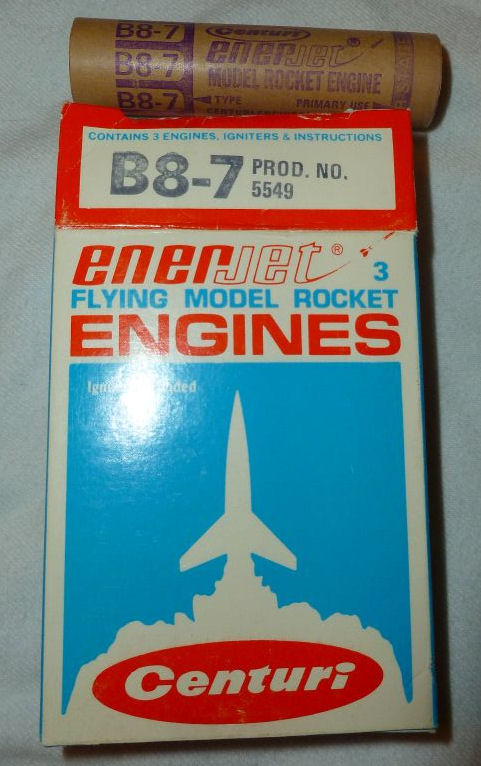 B8-7
B8-7
B8-7
Centuri
enerjet®
MODEL ROCKET ENGINE
TYPE PRIMARY USE
CONTAINS 3 ENGINES, IGNITERS & INSTRUCTIONS
B8-7 PROD. NO.
5549
enerjet®
3
FLYING MODEL ROCKET
ENGINES
Centuri